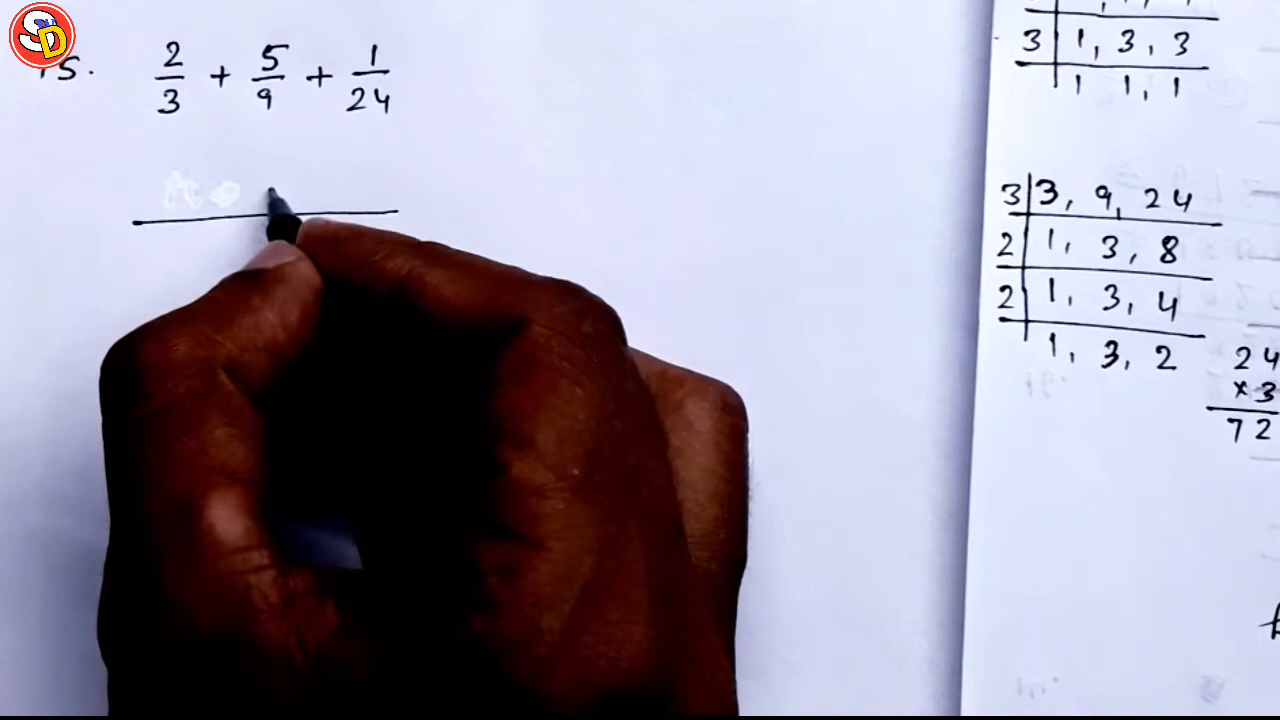 SD
15. 2/3 + 5/9 + 1/24
3 | 1, 3, 3
1 1, 1
3 | 3, 9, 24
2 | 1, 3, 8
2 | 1, 3, 4
1, 3, 2
24
×3
72